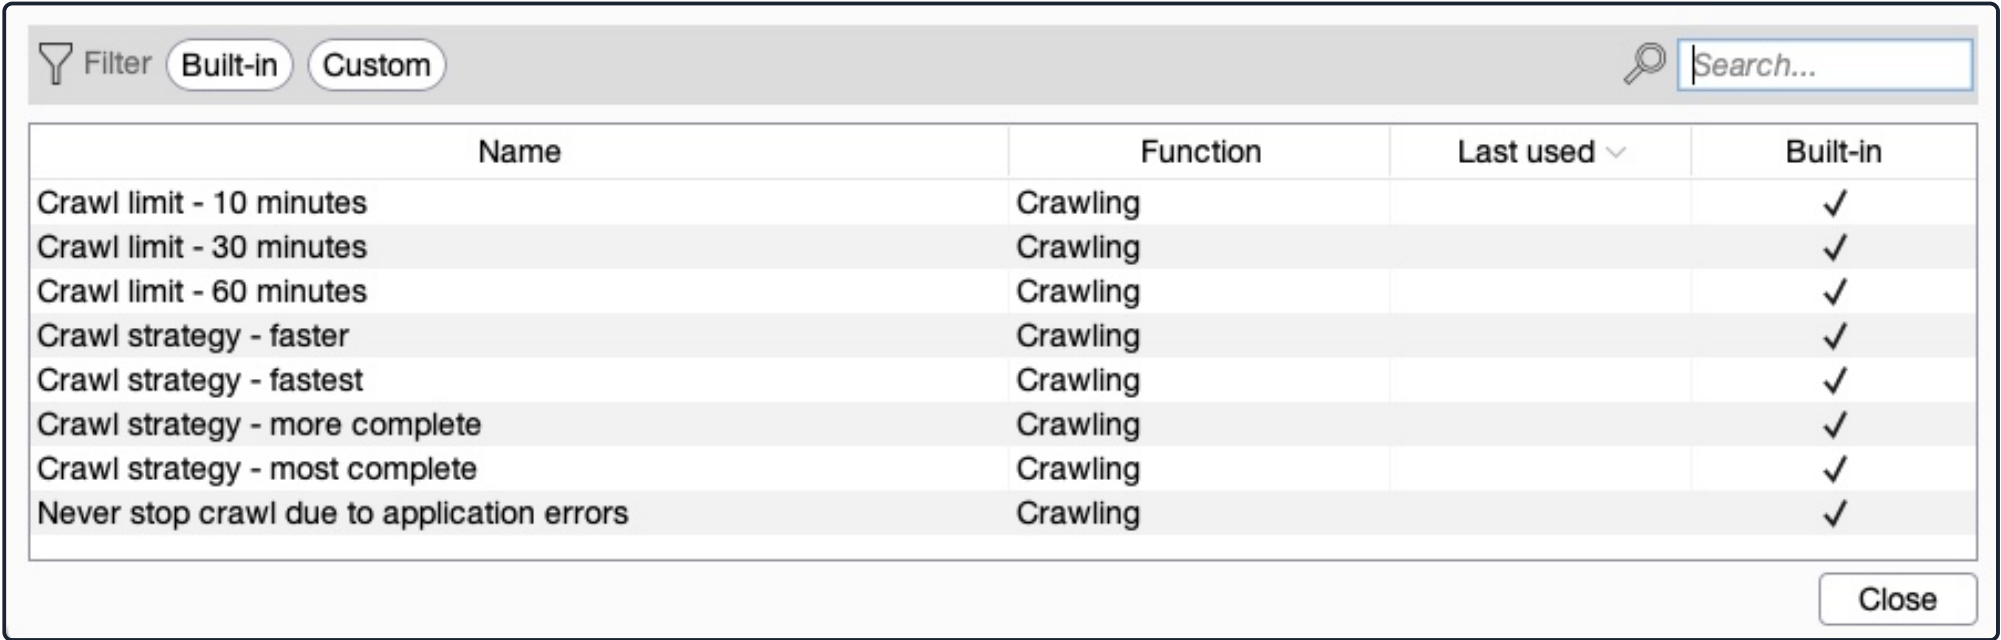 Filter Built-in Custom Search...
Name Function Last used Built-in
Crawl limit - 10 minutes Crawling ✓
Crawl limit - 30 minutes Crawling ✓
Crawl limit - 60 minutes Crawling ✓
Crawl strategy - faster Crawling ✓
Crawl strategy - fastest Crawling ✓
Crawl strategy - more complete Crawling ✓
Crawl strategy - most complete Crawling ✓
Never stop crawl due to application errors Crawling ✓
Close